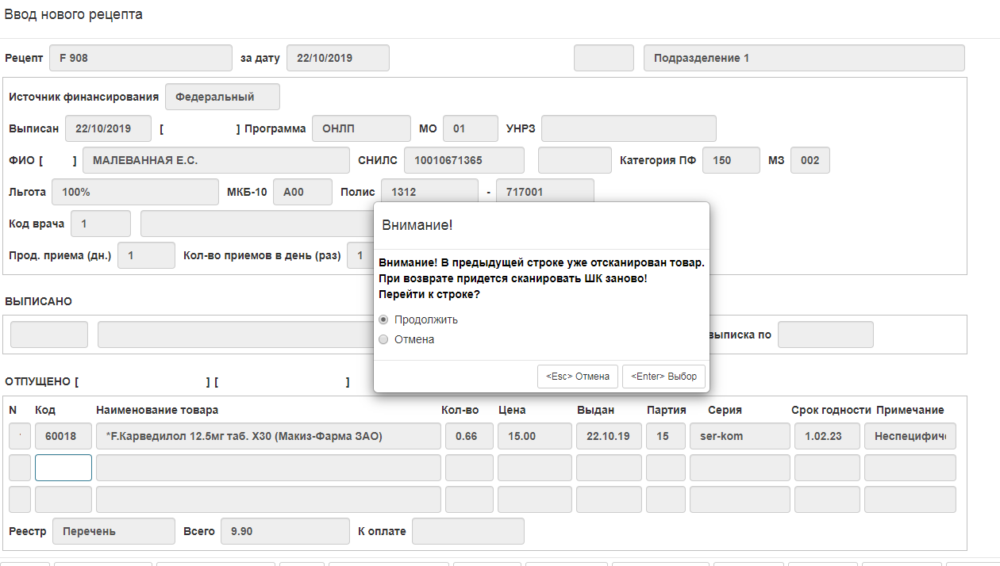 Ввод нового рецепта
Рецепт F 908 за дату 22/10/2019 Подразделение 1
Источник финансирования Федеральный
Выписан 22/10/2019 [ ] Программа ОНЛП МО 01 УНРЗ
ФИО [ ] МАЛЕВАННАЯ Е.С. СНИЛС 10010671365 Категория ПФ 150 МЗ 002
Льгота 100% МКБ-10 A00 Полис 1312 - 717001
Код врача 1
Прод. приема (дн.) 1 Кол-во приемов в день (раз) 1
Внимание!
Внимание! В предыдущей строке уже отсканирован товар.
При возврате придется сканировать ШК заново!
Перейти к строке?
Продолжить
Отмена
<Esc> Отмена <Enter> Выбор
ВЫПИСАНО
выписка по
ОТПУЩЕНО [ ] [ ]
N Код Наименование товара Кол-во Цена Выдан Партия Серия Срок годности Примечание
60018 *F.Карведилол 12.5мг таб. X30 (Макиз-Фарма ЗАО) 0.66 15.00 22.10.19 15 ser-kom 1.02.23 Неспецифич
Реестр Перечень Всего 9.90 К оплате